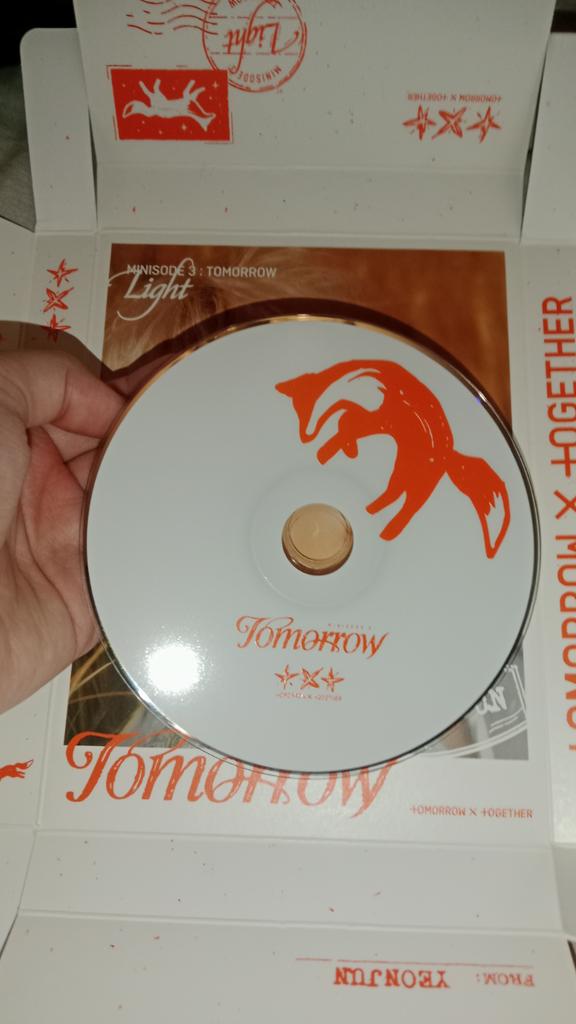 Light
MINISODE 3
TOMORROW × TOGETHER
MINISODE 3 : TOMORROW
Light
TOMORROW × TOGETHER
MINISODE 3
Tomorrow
TOMORROW × TOGETHER
Tomorrow
TOMORROW × TOGETHER
FROM: YEONJUN